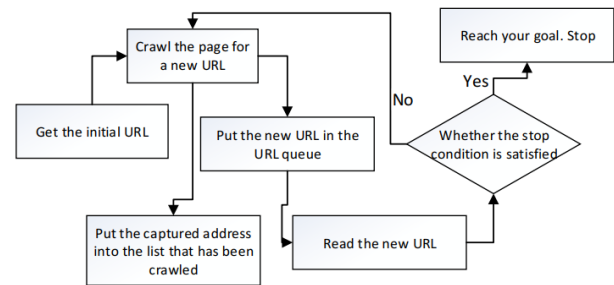 Crawl the page for
a new URL
Reach your goal. Stop
Yes
No
Get the initial URL
Put the new URL in the
URL queue
Whether the stop
condition is satisfied
Put the captured address
into the list that has been
crawled
Read the new URL